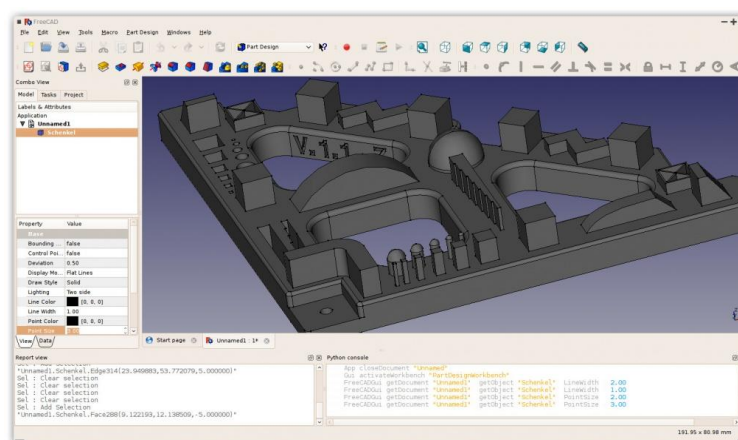 FreeCAD
File Edit View Tools Macro Part Design Windows Help
Part Design
Combo View
Model Tasks Project
Labels & Attributes
Application
Unnamed1
Schenkel
V.1.1
Property Value
Base
Bounding ... false
Control Poi... false
Deviation 0.50
Display Mo... Flat Lines
Draw Style Solid
Lighting Two side
Line Color [0, 0, 0]
Line Width 1.00
Point Color [0, 0, 0]
Point Size
View Data
Start page Unnamed1 : 1*
Report view
Sel : Add Selection
"Unnamed1.Schenkel.Edge314(23.949883,53.772079,5.000000)"
Sel : Clear selection
Sel : Clear selection
Sel : Clear selection
Sel : Clear selection
Sel : Add Selection
"Unnamed1.Schenkel.Face288(9.122193,12.138509,-5.000000)"
Python console
App closeDocument "Unnamed"
Gui activateWorkbench "PartDesignWorkbench"
FreeCADGui getDocument "Unnamed1" getObject "Schenkel" LineWidth 2.00
FreeCADGui getDocument "Unnamed1" getObject "Schenkel" LineWidth 1.00
FreeCADGui getDocument "Unnamed1" getObject "Schenkel" PointSize 2.00
FreeCADGui getDocument "Unnamed1" getObject "Schenkel" PointSize 3.00
191.95 x 86.98 mm